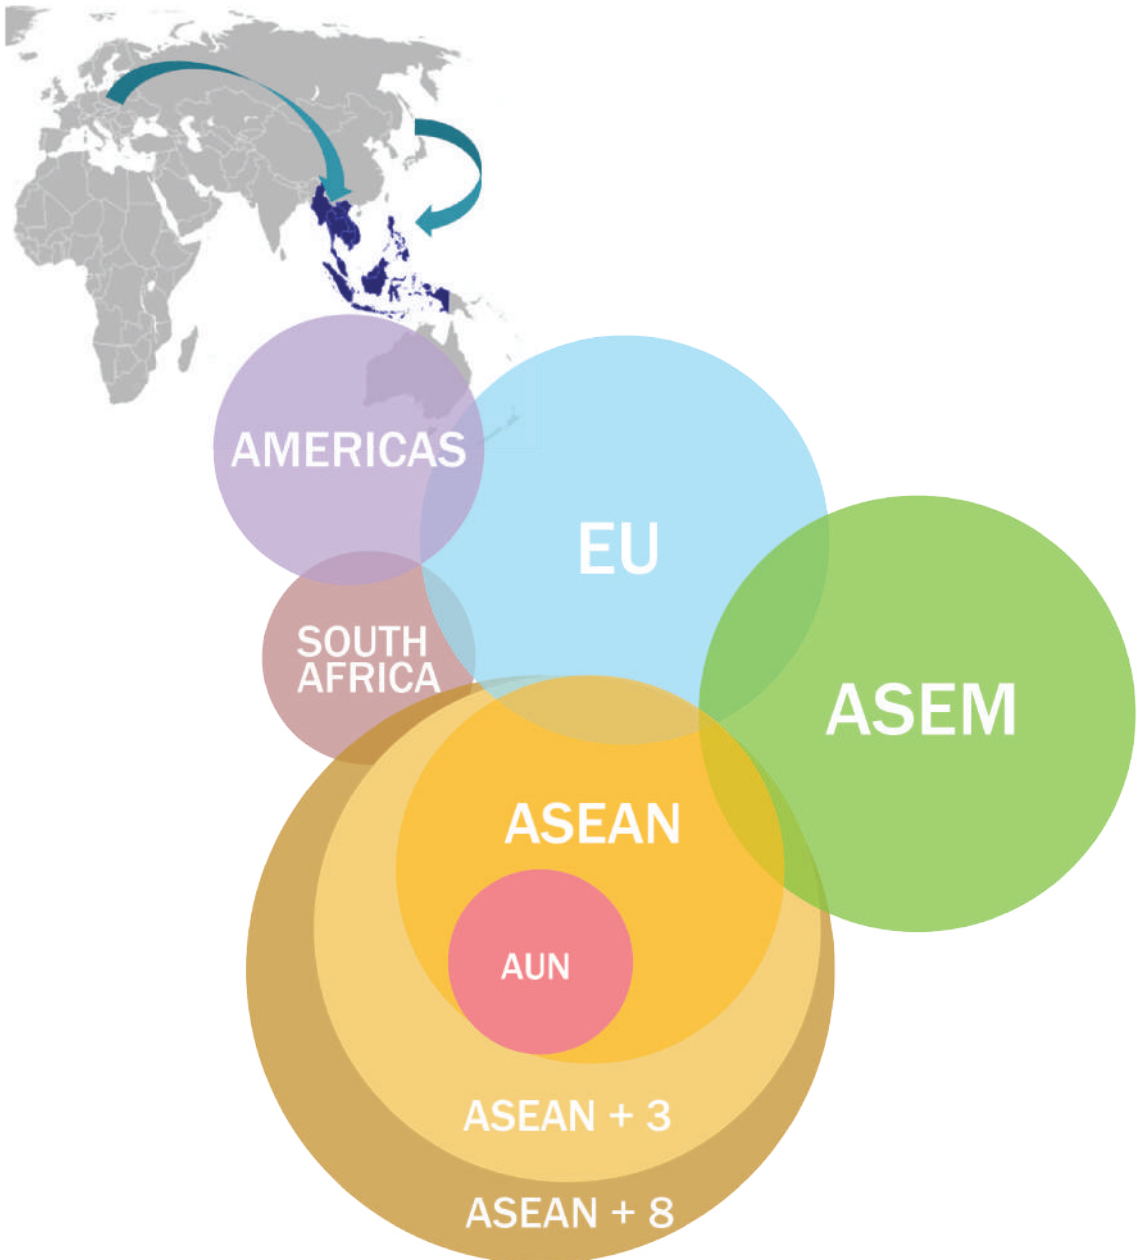 AMERICAS
EU
SOUTH
AFRICA
ASEM
ASEAN
AUN
ASEAN + 3
ASEAN + 8